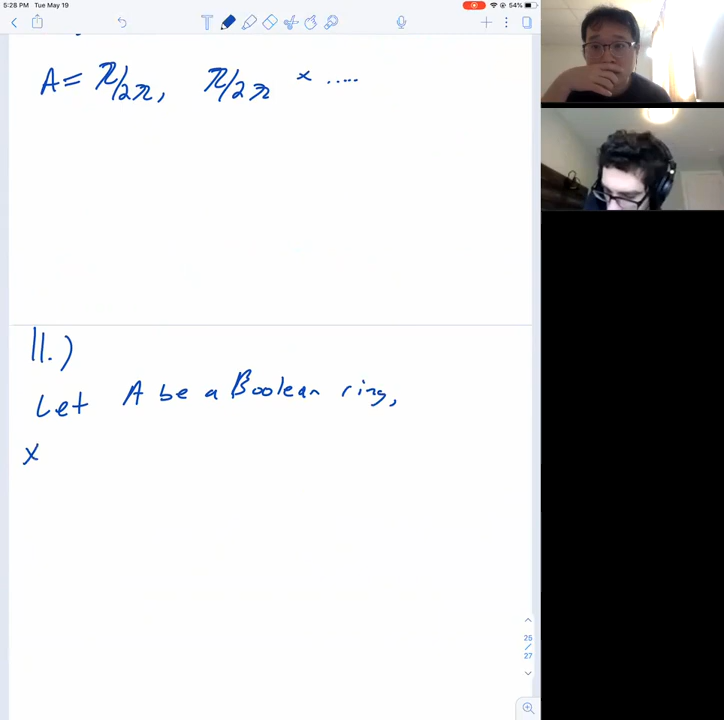 5:28 PM Tue May 19
54%
A = ℤ/2ℤ, ℤ/2ℤ × .....
11.)
Let A be a Boolean ring,
x
25
/
27